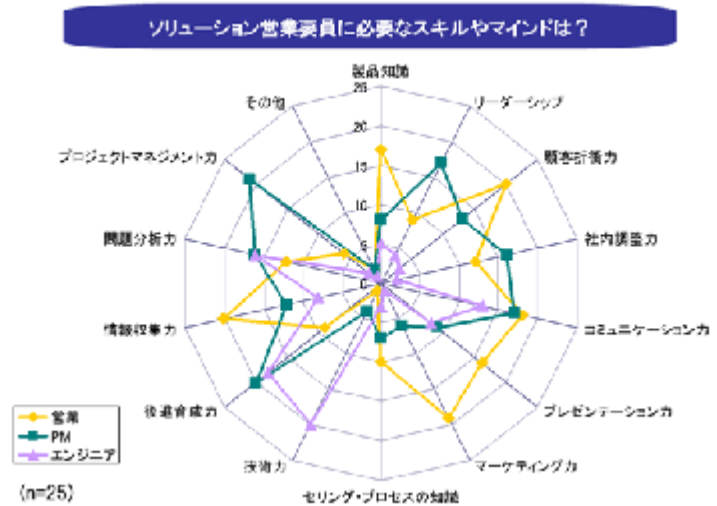 ソリューション営業要員に必要なスキルやマインドは?
製品知識
その他
リーダーシップ
プロジェクトマネジメント力
顧客折衝力
問題分析力
社内調整力
情報収集力
コミュニケーション力
後進育成力
プレゼンテーション力
技術力
マーケティング力
セリング・プロセスの知識
25
20
15
10
5
0
営業
PM
エンジニア
(n=25)